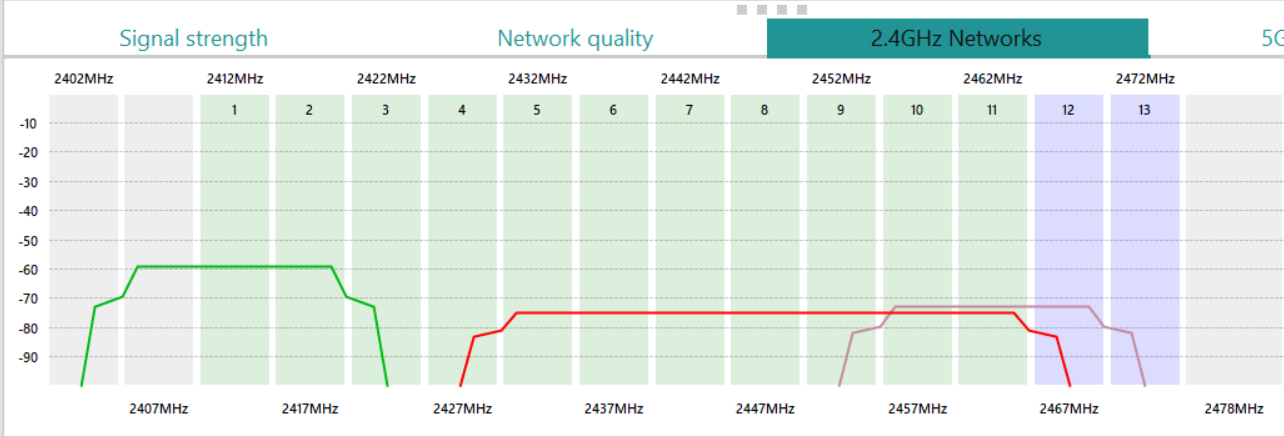 Signal strength Network quality 2.4GHz Networks 5G
2402MHz 2412MHz 2422MHz 2432MHz 2442MHz 2452MHz 2462MHz 2472MHz
1 2 3 4 5 6 7 8 9 10 11 12 13
-10
-20
-30
-40
-50
-60
-70
-80
-90
2407MHz 2417MHz 2427MHz 2437MHz 2447MHz 2457MHz 2467MHz 2478MHz